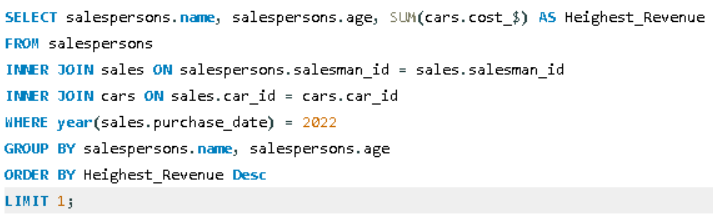 SELECT salespersons.name, salespersons.age, SUM(cars.cost_$) AS Heighest_Revenue
FROM salespersons
INNER JOIN sales ON salespersons.salesman_id = sales.salesman_id
INNER JOIN cars ON sales.car_id = cars.car_id
WHERE year(sales.purchase_date) = 2022
GROUP BY salespersons.name, salespersons.age
ORDER BY Heighest_Revenue Desc
LIMIT 1;